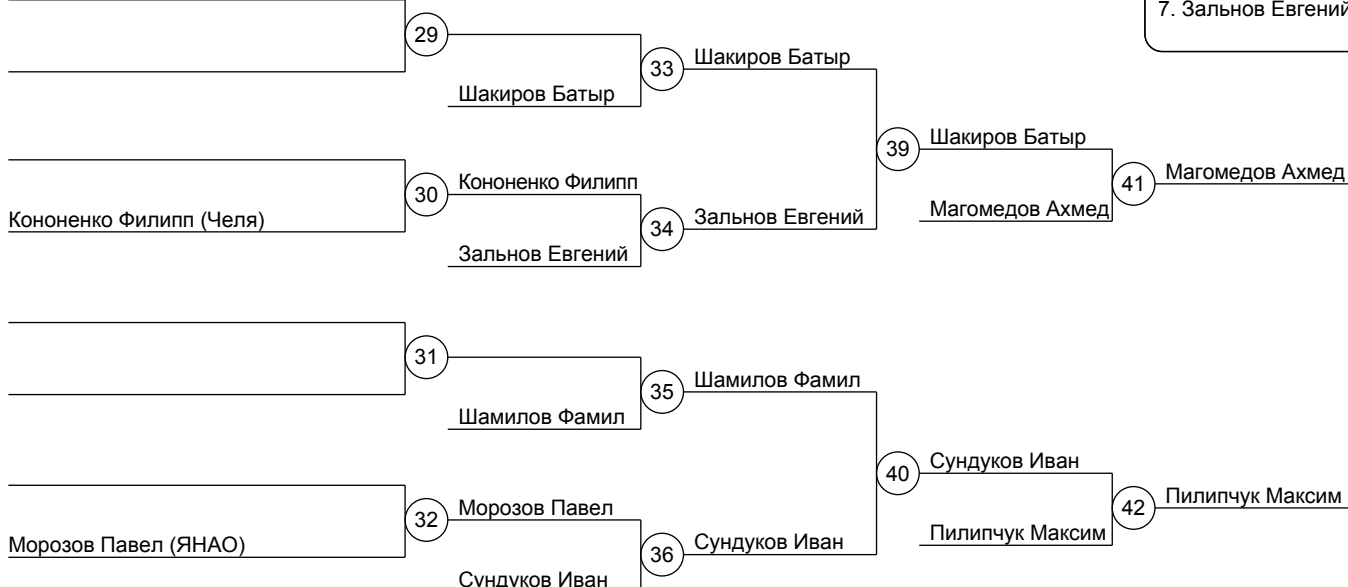 7. Зальнов Евгений
29
33
Шакиров Батыр
Шакиров Батыр
39
Шакиров Батыр
41
Магомедов Ахмед
30
Кононенко Филипп
Магомедов Ахмед
Кононенко Филипп (Челя)
34
Зальнов Евгений
Зальнов Евгений
31
35
Шамилов Фамил
Шамилов Фамил
40
Сундуков Иван
42
Пилипчук Максим
32
Морозов Павел
Пилипчук Максим
Морозов Павел (ЯНАО)
36
Сундуков Иван
Сундуков Иван